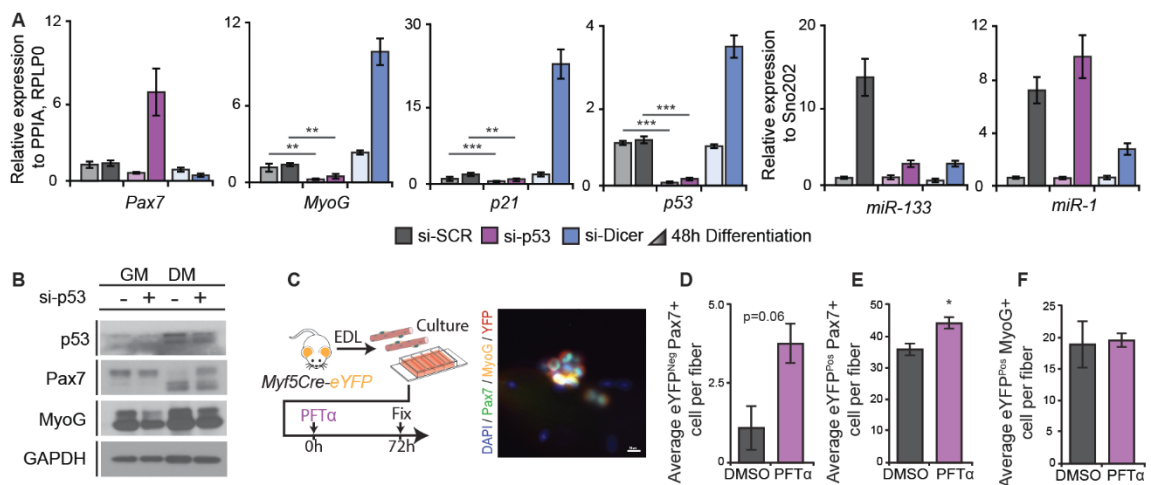 A
Relative expression
to PPIA, RPLP0
12
6
0
Pax7
12
6
0
**
**
MyoG
30
15
0
**
***
p21
4
2
0
***
***
p53
Relative expression
to Sno202
20
10
0
miR-133
12
8
4
0
miR-1
si-SCR si-p53 si-Dicer 48h Differentiation
B
GM DM
si-p53 - + - +
p53
Pax7
MyoG
GAPDH
C
EDL
Culture
Myf5Cre-eYFP
PFTα
Fix
0h
72h
DAPI / Pax7 / MyoG / YFP
D
Average eYFPNeg Pax7+
cell per fiber
5.0
2.5
0
p=0.06
DMSO PFTα
E
Average eYFPPos Pax7+
cell per fiber
60
50
40
30
20
10
0
*
DMSO PFTα
F
Average eYFPPos MyoG+
cell per fiber
25
20
15
10
5
0
DMSO PFTα